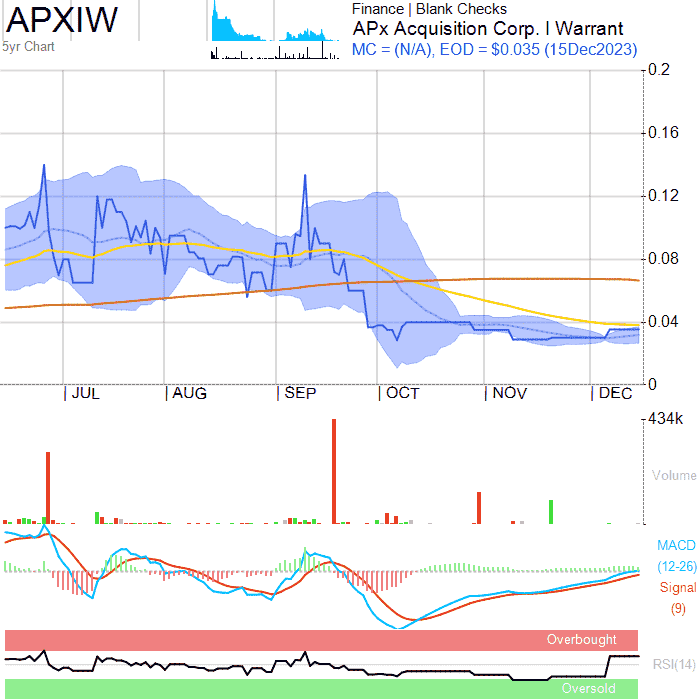 APXIW
5yr Chart
Finance | Blank Checks
APx Acquisition Corp. I Warrant
MC = (N/A), EOD = $0.035 (15Dec2023)
0.2
0.16
0.12
0.08
0.04
0
JUL AUG SEP OCT NOV DEC
434k
Volume
MACD
(12-26)
Signal
(9)
Overbought
RSI(14)
Oversold